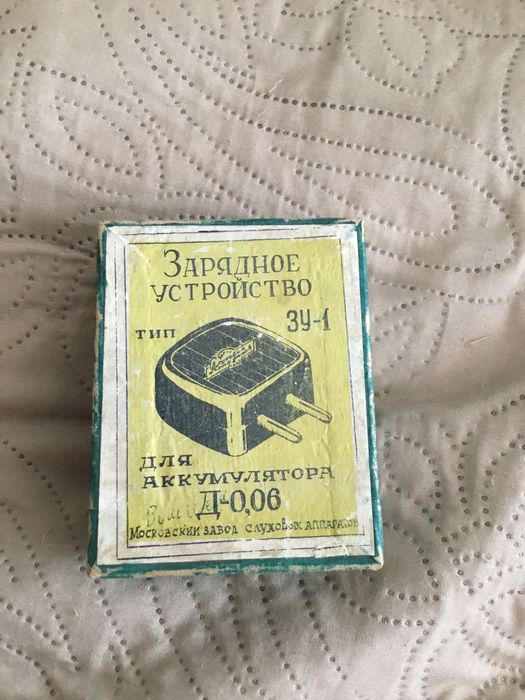 ЗАРЯДНОЕ
УСТРОЙСТВО
ТИП ЗУ-1
ДЛЯ
АККУМУЛЯТОРА
Д-0,06
МОСКОВСКИЙ ЗАВОД СЛУХОВЫХ АППАРАТОВ